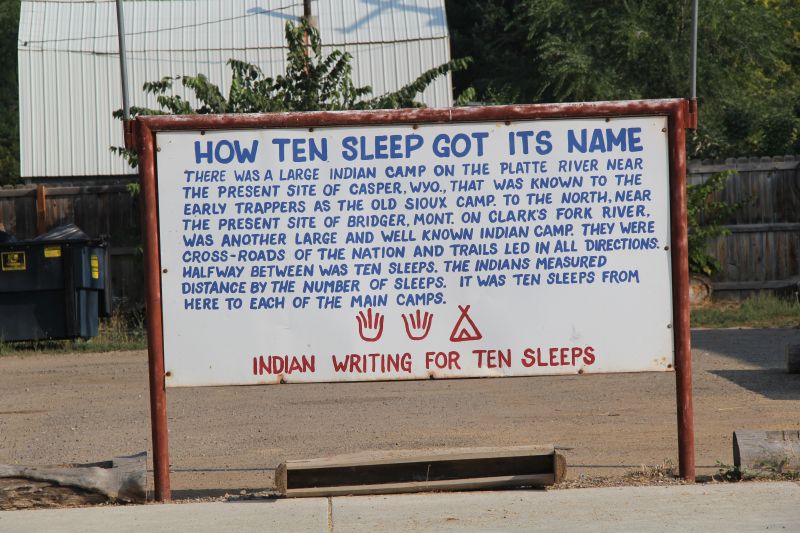 HOW TEN SLEEP GOT ITS NAME
THERE WAS A LARGE INDIAN CAMP ON THE PLATTE RIVER NEAR
THE PRESENT SITE OF CASPER, WYO., THAT WAS KNOWN TO THE
EARLY TRAPPERS AS THE OLD SIOUX CAMP. TO THE NORTH, NEAR
THE PRESENT SITE OF BRIDGER, MONT. ON CLARK'S FORK RIVER,
WAS ANOTHER LARGE AND WELL KNOWN INDIAN CAMP. THEY WERE
CROSS-ROADS OF THE NATION AND TRAILS LED IN ALL DIRECTIONS.
HALFWAY BETWEEN WAS TEN SLEEPS. THE INDIANS MEASURED
DISTANCE BY THE NUMBER OF SLEEPS. IT WAS TEN SLEEPS FROM
HERE TO EACH OF THE MAIN CAMPS.
INDIAN WRITING FOR TEN SLEEPS